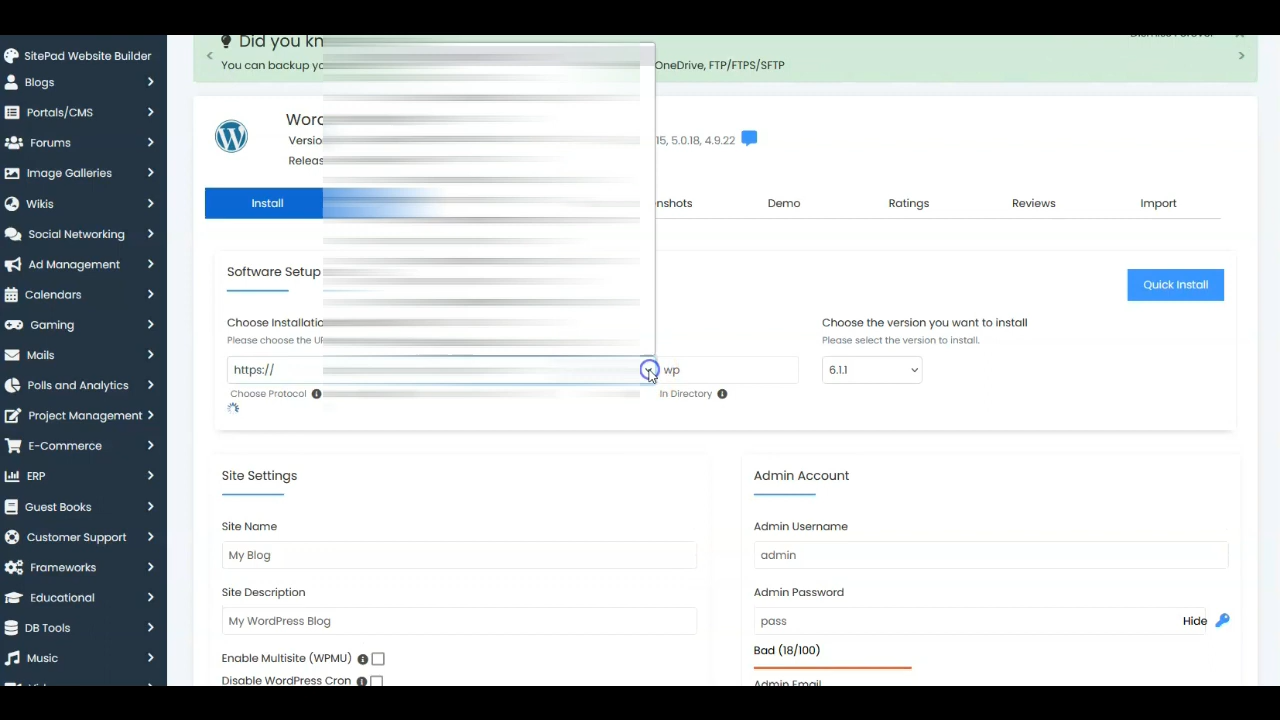 SitePad Website Builder
Blogs
Portals/CMS
Forums
Image Galleries
Wikis
Social Networking
Ad Management
Calendars
Gaming
Mails
Polls and Analytics
Project Management
E-Commerce
ERP
Guest Books
Customer Support
Frameworks
Educational
DB Tools
Music
Did you kn
You can backup yo
OneDrive, FTP/FTPS/SFTP
Word
Versio
15, 5.0.18, 4.9.22
Releas
Install
nshots
Demo
Ratings
Reviews
Import
Software Setup
Quick Install
Choose Installatio
Please choose the UR
https://
Choose Protocol
wp
In Directory
Choose the version you want to install
Please select the version to install.
6.1.1
Site Settings
Site Name
My Blog
Site Description
My WordPress Blog
Enable Multisite (WPMU)
Disable WordPress Cron
Admin Account
Admin Username
admin
Admin Password
pass
Hide
Bad (18/100)
Admin Email